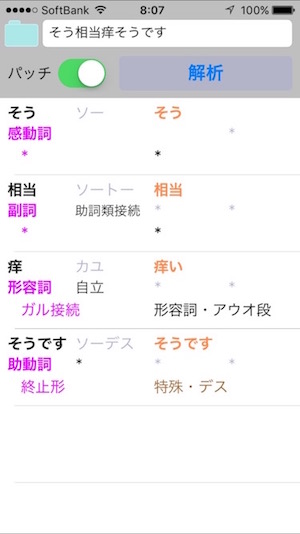 SoftBank 8:07 100%
そう相当痒そうです
パッチ 解析
そう ソー そう
感動詞 *
* *
相当 ソートー 相当
副詞 助詞類接続 * *
* *
痒 カユ 痒い
形容詞 自立 * *
ガル接続 形容詞・アウオ段
そうです ソーデス そうです
助動詞 * * *
終止形 特殊・デス